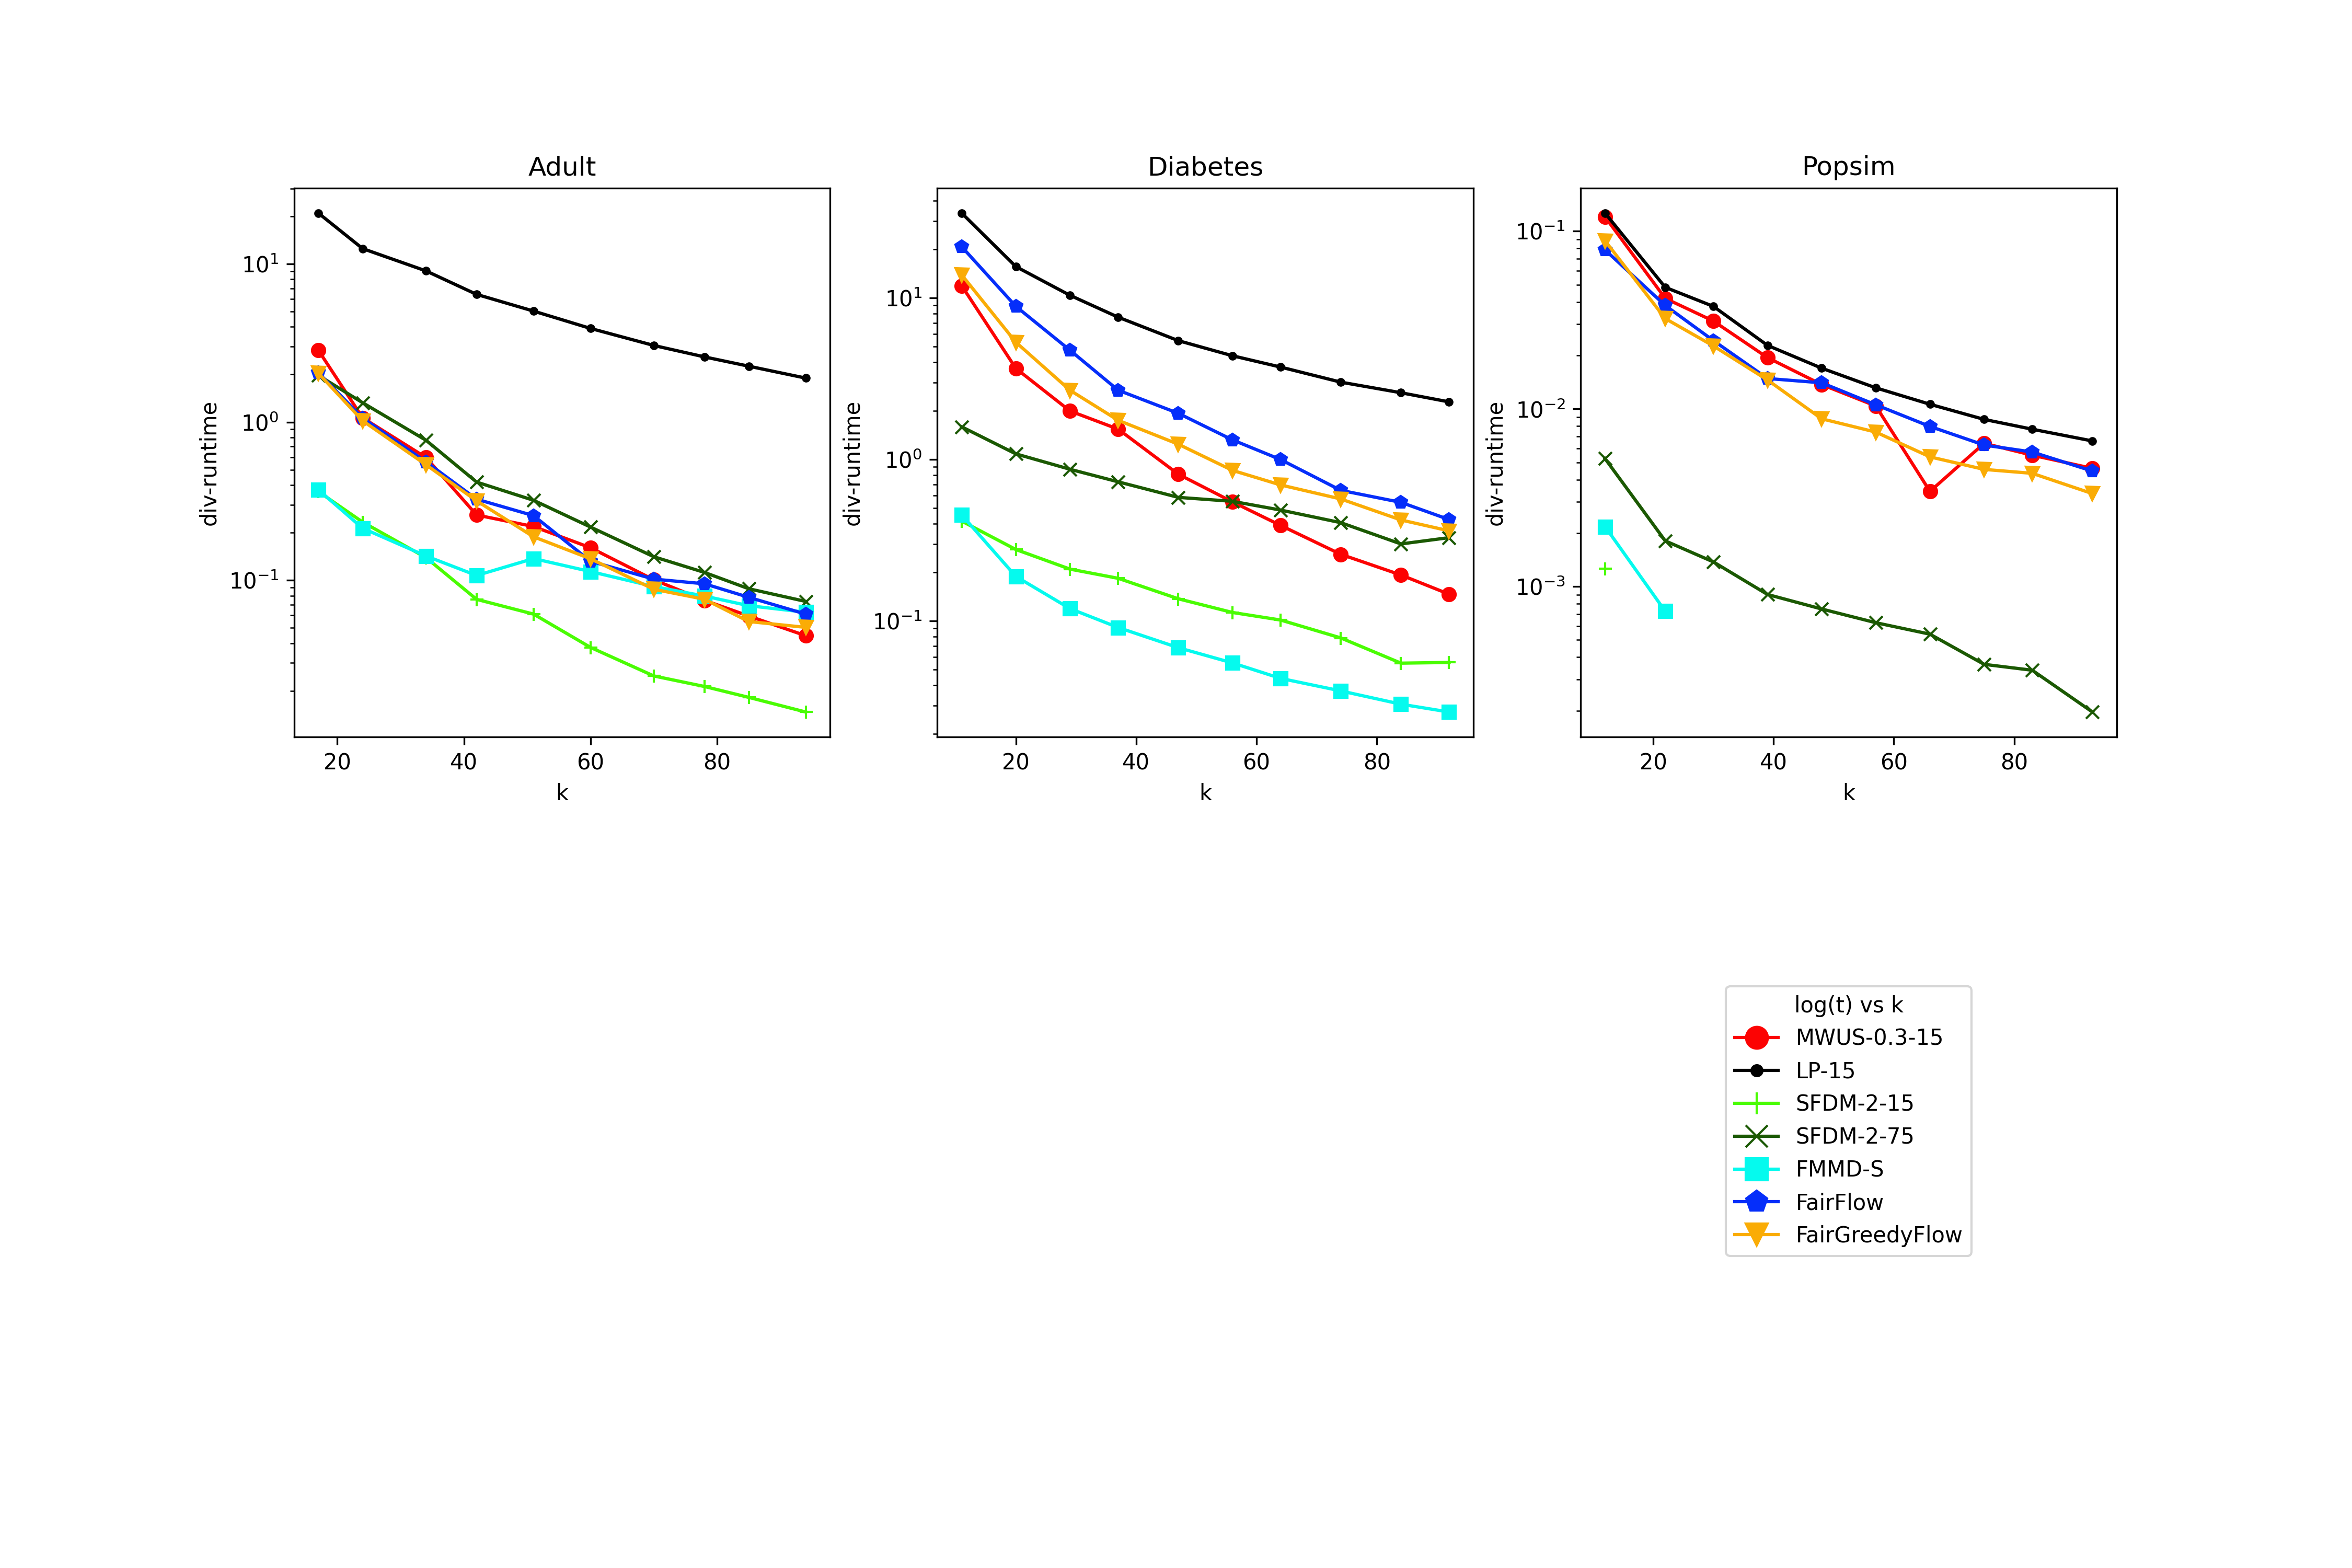 Adult
div-runtime
10^1
10^0
10^-1
20 40 60 80
k
Diabetes
div-runtime
10^1
10^0
10^-1
20 40 60 80
k
Popsim
div-runtime
10^-1
10^-2
10^-3
20 40 60 80
k
log(t) vs k
MWUS-0.3-15
LP-15
SFDM-2-15
SFDM-2-75
FMMD-S
FairFlow
FairGreedyFlow